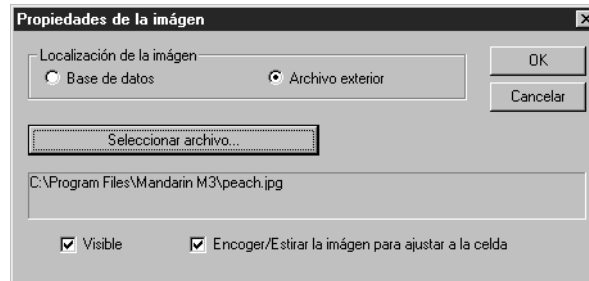 Propiedades de la imágen
Localización de la imágen
Base de datos
Archivo exterior
OK
Cancelar
Seleccionar archivo...
C:\Program Files\Mandarin M3\peach.jpg
Visible
Encoger/Estirar la imágen para ajustar a la celda